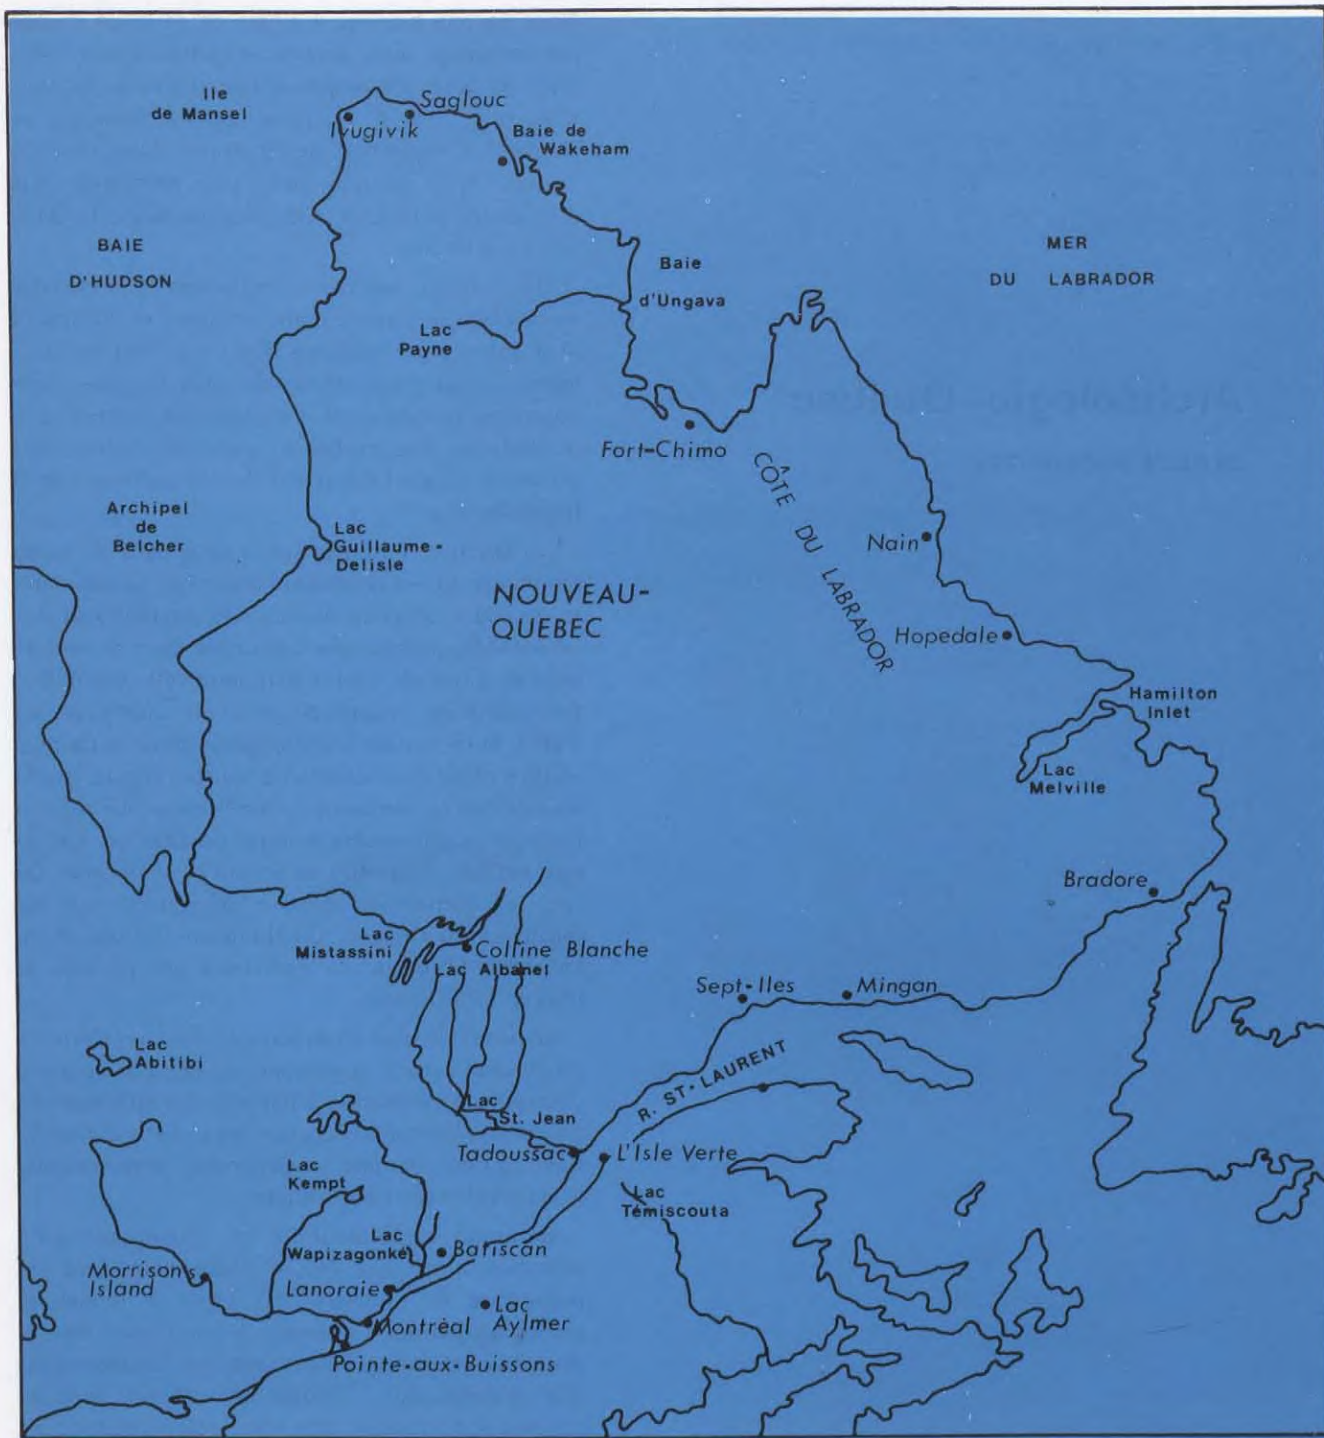 Ile
de Mansel
Saglouc
Ivugivik
Baie de
Wakeham
BAIE
D'HUDSON
MER
DU LABRADOR
Baie
d'Ungava
Lac
Payne
Fort-Chimo
CÔTE DU LABRADOR
Archipel
de
Belcher
Lac
Guillaume-
Delisle
Nain
NOUVEAU-
QUEBEC
Hopedale
Hamilton
Inlet
Lac
Melville
Bradore
Lac
Mistassini
Colline Blanche
Lac Albanel
Sept-Iles
Mingan
Lac
Abitibi
R. ST-LAURENT
Lac
St. Jean
Tadoussac
L'Isle Verte
Lac
Kempt
Lac
Témiscouta
Lac
Wapizagonké
Batiscan
Morrison's
Island
Lanoraie
Lac
Aylmer
Montréal
Pointe-aux-Buissons